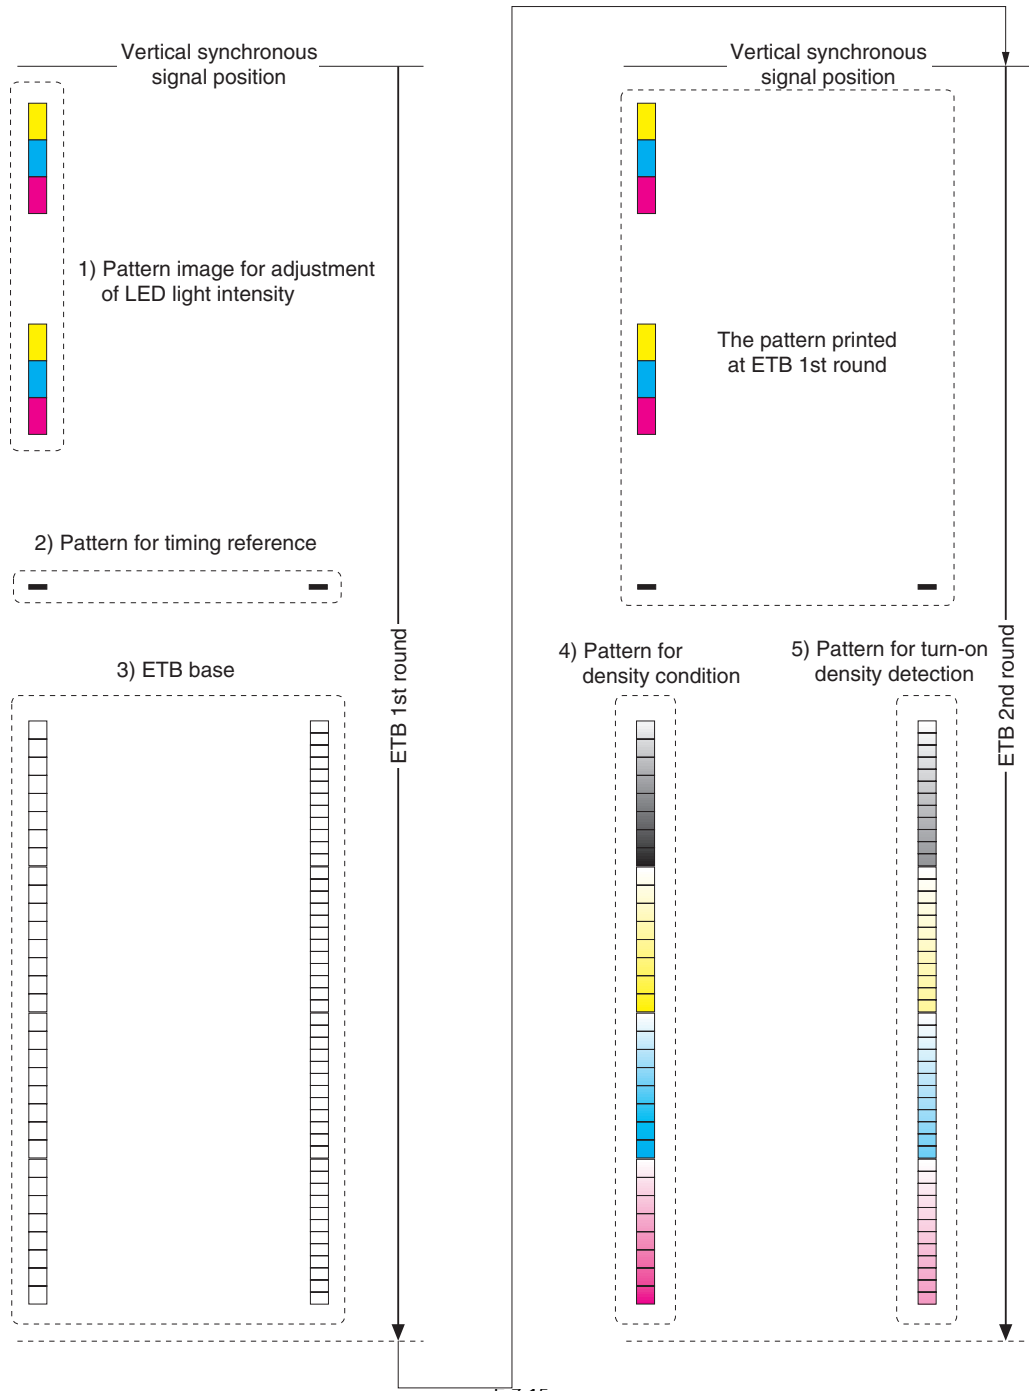 Vertical synchronous
signal position
1) Pattern image for adjustment
of LED light intensity
2) Pattern for timing reference
3) ETB base
ETB 1st round
Vertical synchronous
signal position
The pattern printed
at ETB 1st round
4) Pattern for
density condition
5) Pattern for turn-on
density detection
ETB 2nd round